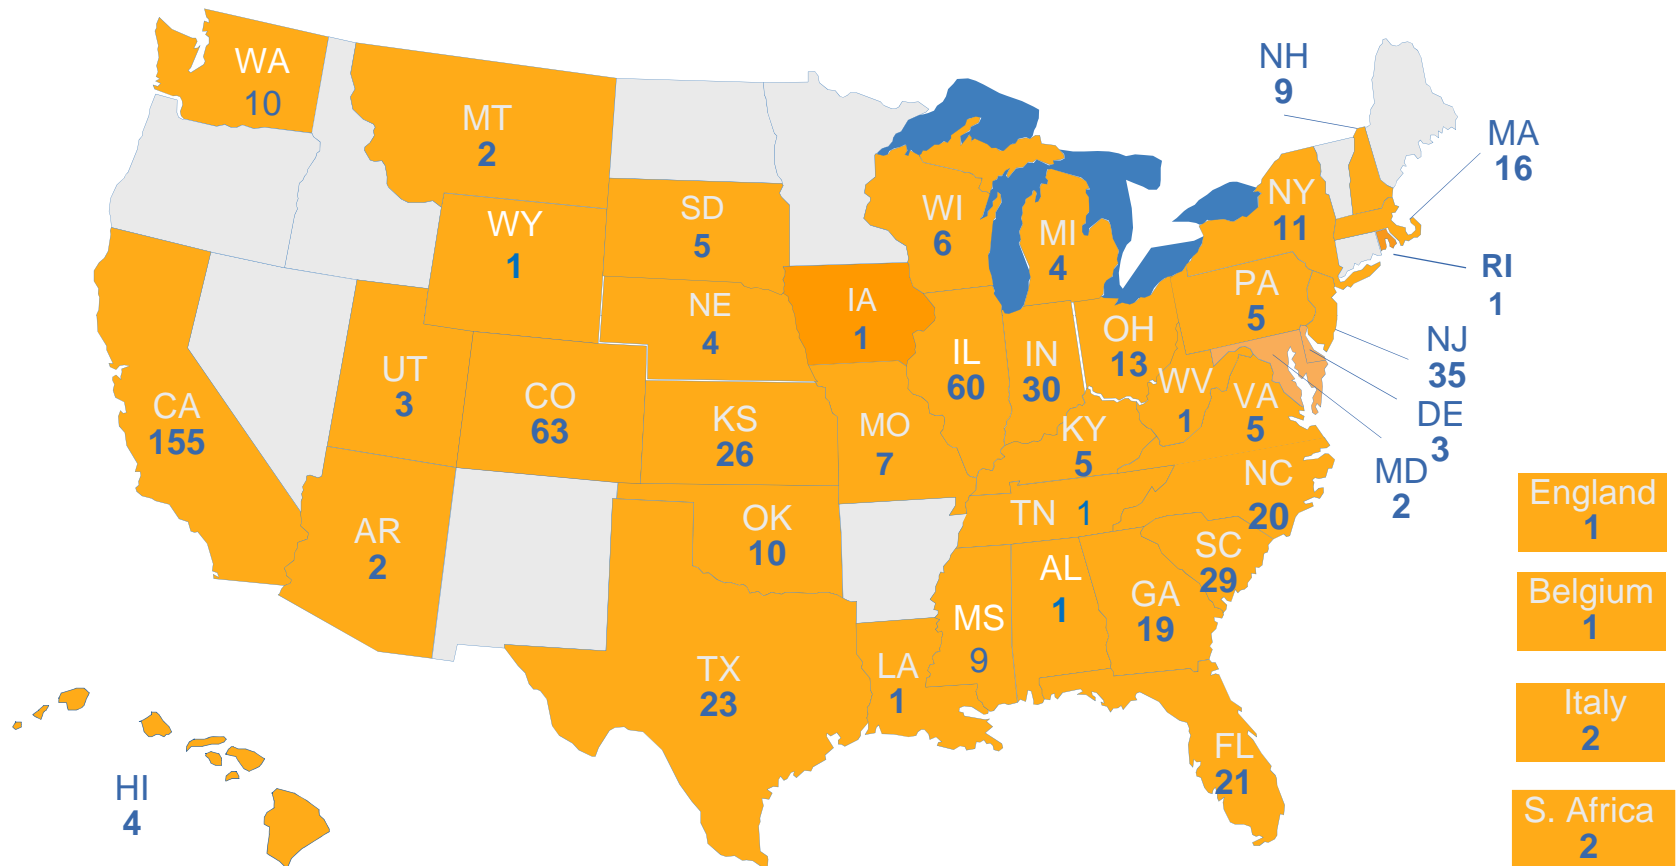 WA
10
MT
2
NH
9
MA
16
WY
1
SD
5
WI
6
MI
4
NY
11
RI
1
NE
4
IA
1
PA
5
UT
3
CO
63
IL
60
IN
30
OH
13
NJ
35
CA
155
KS
26
MO
7
KY
5
WV
1
VA
5
DE
3
MD
2
AR
2
OK
10
TN 1
NC
20
SC
29
England
1
Belgium
1
TX
23
LA
1
MS
9
AL
1
GA
19
Italy
2
FL
21
HI
4
S. Africa
2